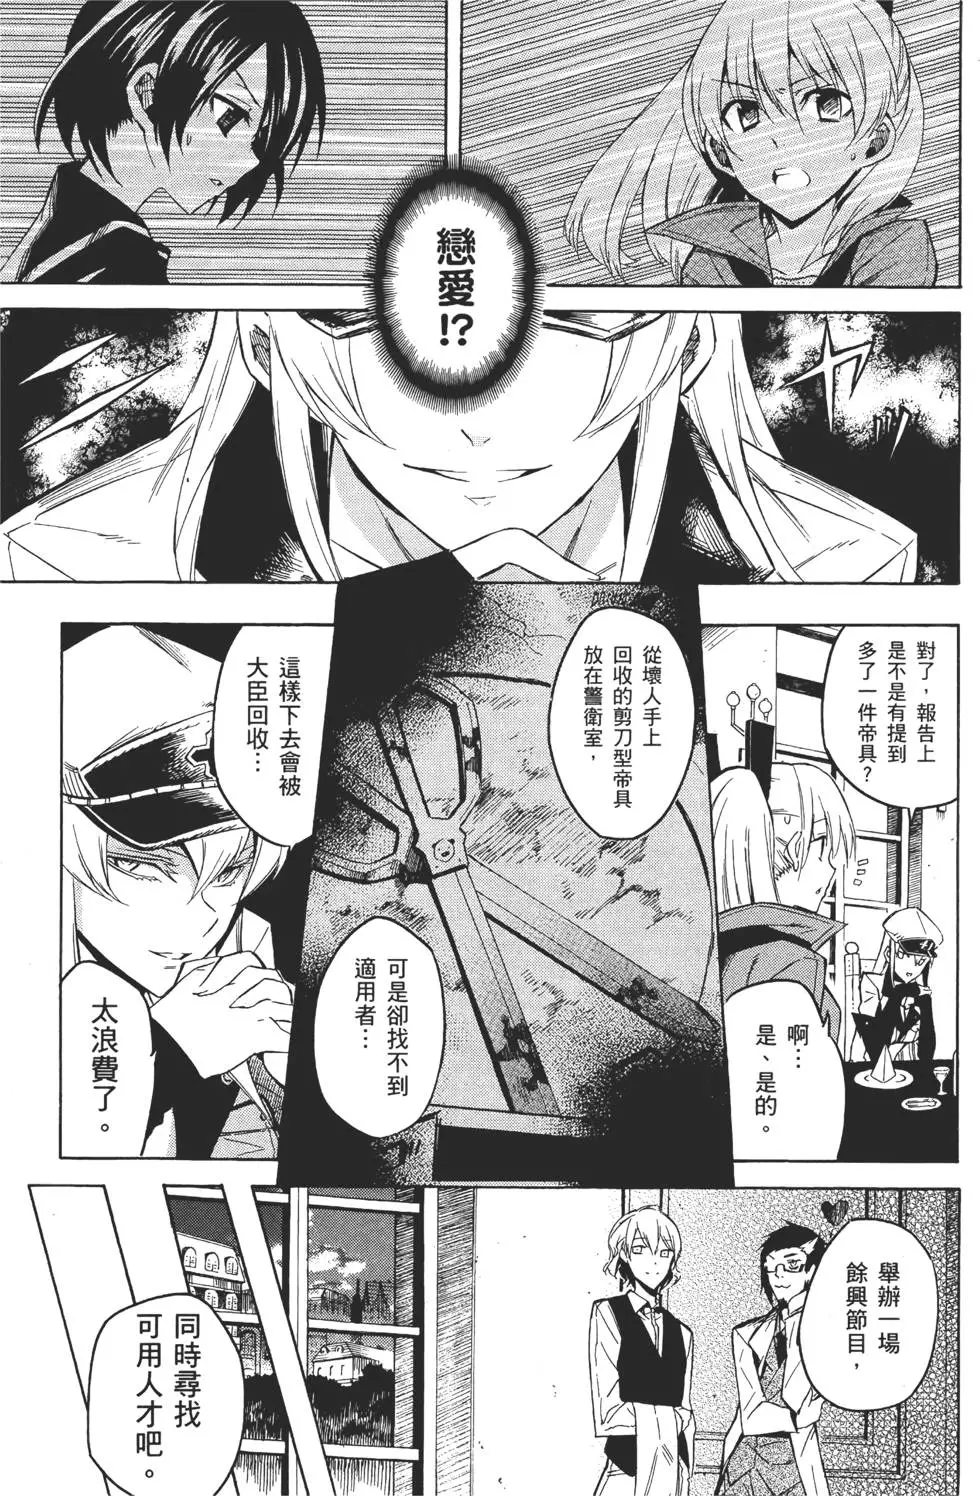 戀愛!?
對了，報告上
是不是有提到
多了一件帝具?
啊…
是、是的。
從壞人手上
回收的剪刀型帝具
放在警衛室，
可是卻找不到
適用者…
這樣下去會被
大臣回收…
太浪費了。
舉辦一場
餘興節目，
同時尋找
可用人才吧。